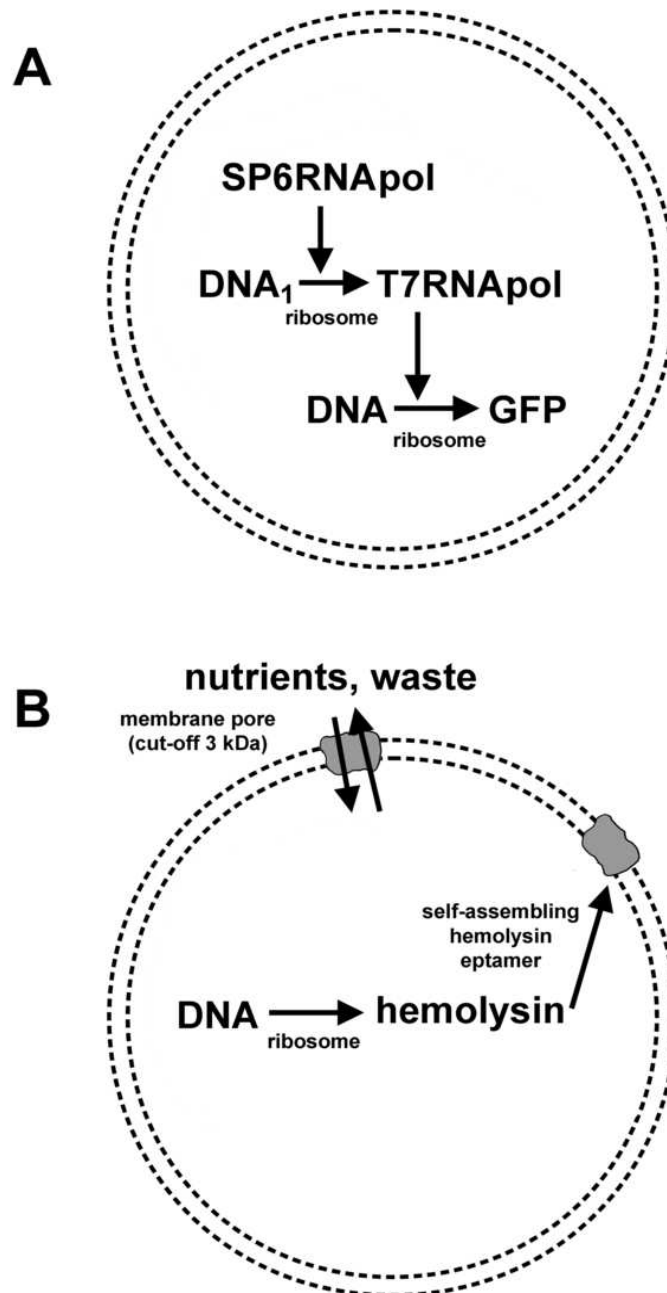 A
SP6RNApol
DNA₁ T7RNApol
ribosome
DNA GFP
ribosome
B
nutrients, waste
membrane pore
(cut-off 3 kDa)
self-assembling
hemolysin
eptamer
DNA hemolysin
ribosome